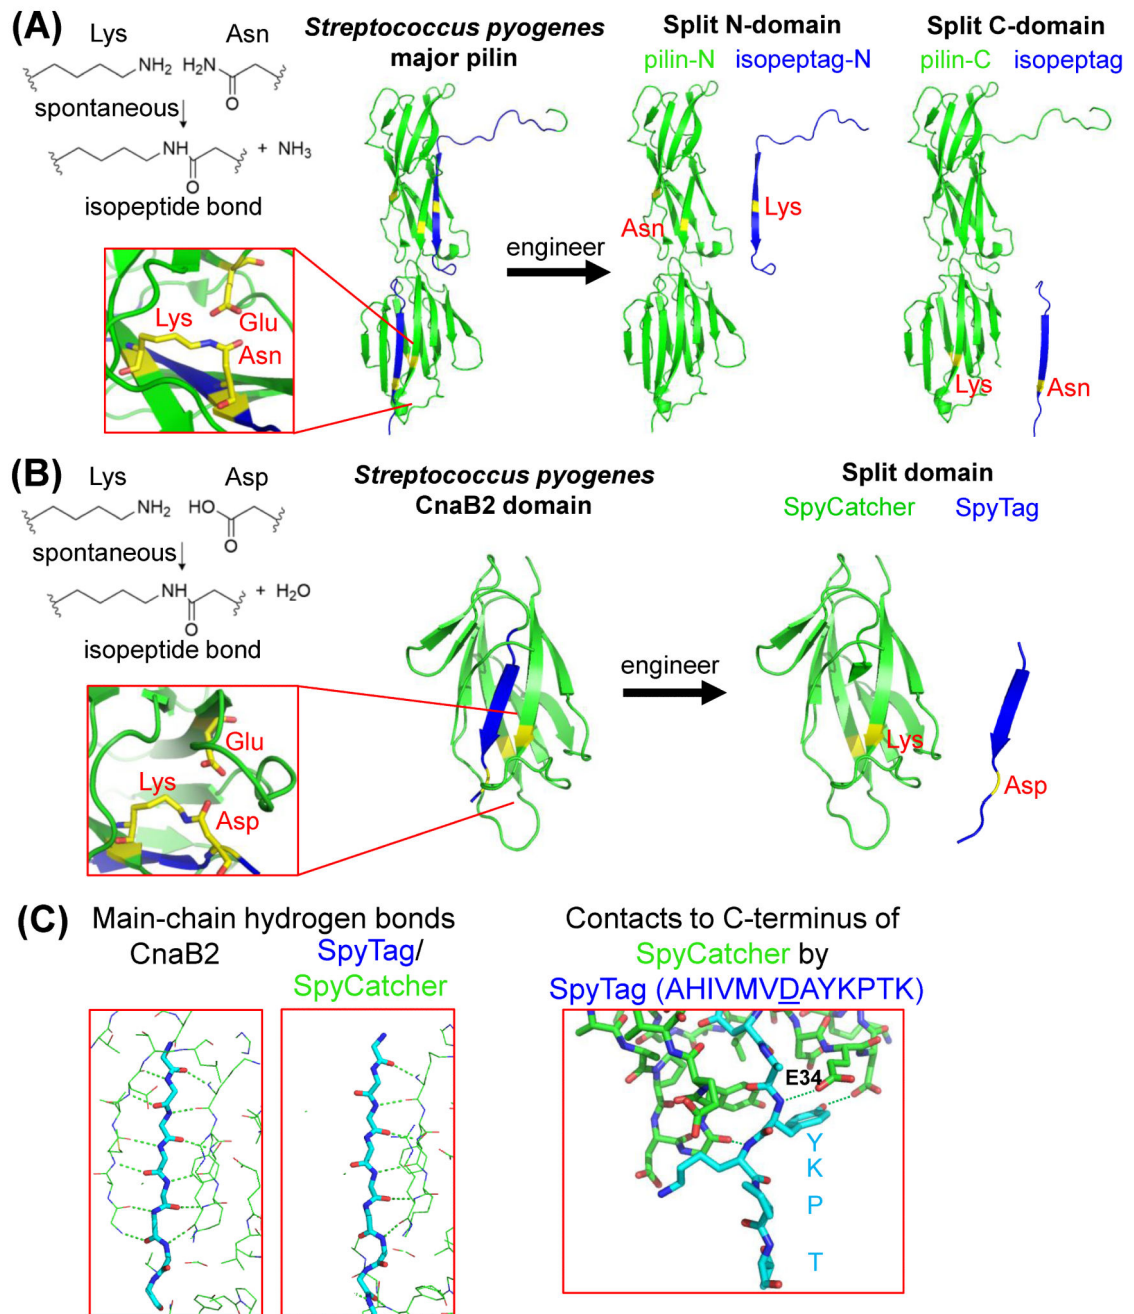 (A)
Lys Asn
NH2 H2N
O
spontaneous
NH + NH3
O
isopeptide bond
Streptococcus pyogenes
major pilin
engineer
Lys
Glu
Asn
Split N-domain
pilin-N isopeptag-N
Asn
Lys
Split C-domain
pilin-C isopeptag
Lys
Asn
(B)
Lys Asp
NH2 HO
O
spontaneous
NH + H2O
O
isopeptide bond
Streptococcus pyogenes
CnaB2 domain
engineer
Glu
Lys
Asp
Split domain
SpyCatcher SpyTag
Lys
Asp
(C)
Main-chain hydrogen bonds
CnaB2
SpyTag/
SpyCatcher
Contacts to C-terminus of
SpyCatcher by
SpyTag (AHIVMVDAYKPTK)
E34
Y
K
P
T